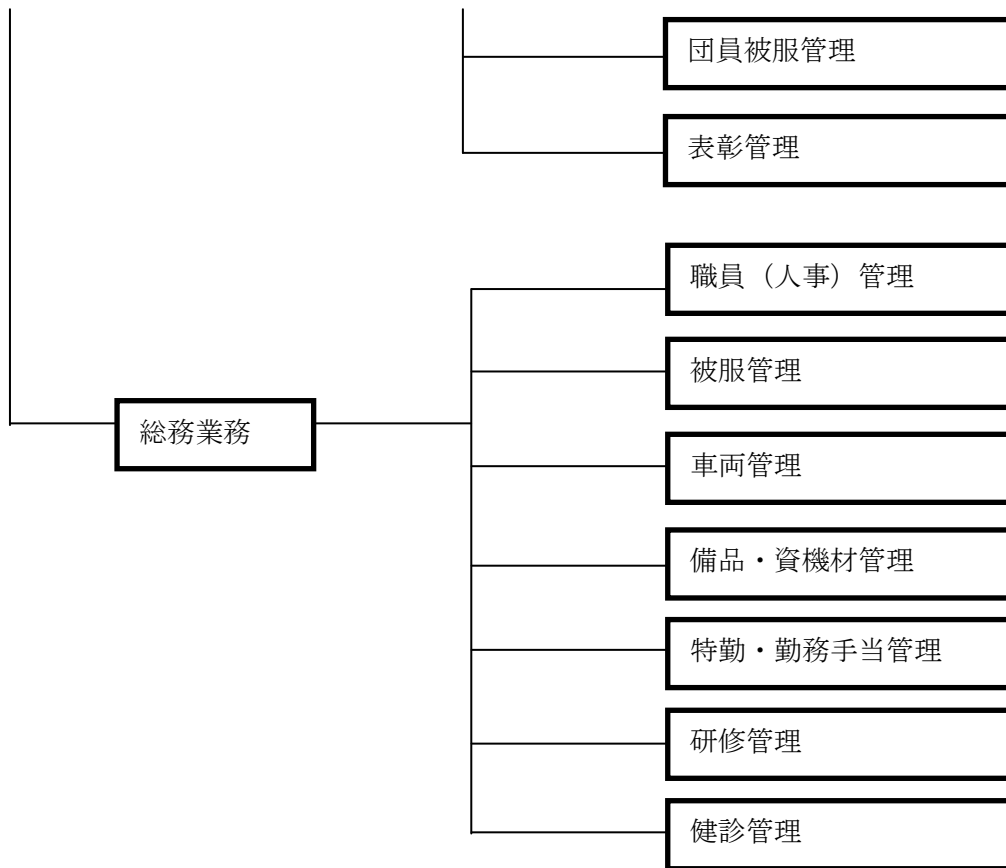 団員被服管理
表彰管理
職員（人事）管理
被服管理
総務業務
車両管理
備品・資機材管理
特勤・勤務手当管理
研修管理
健診管理